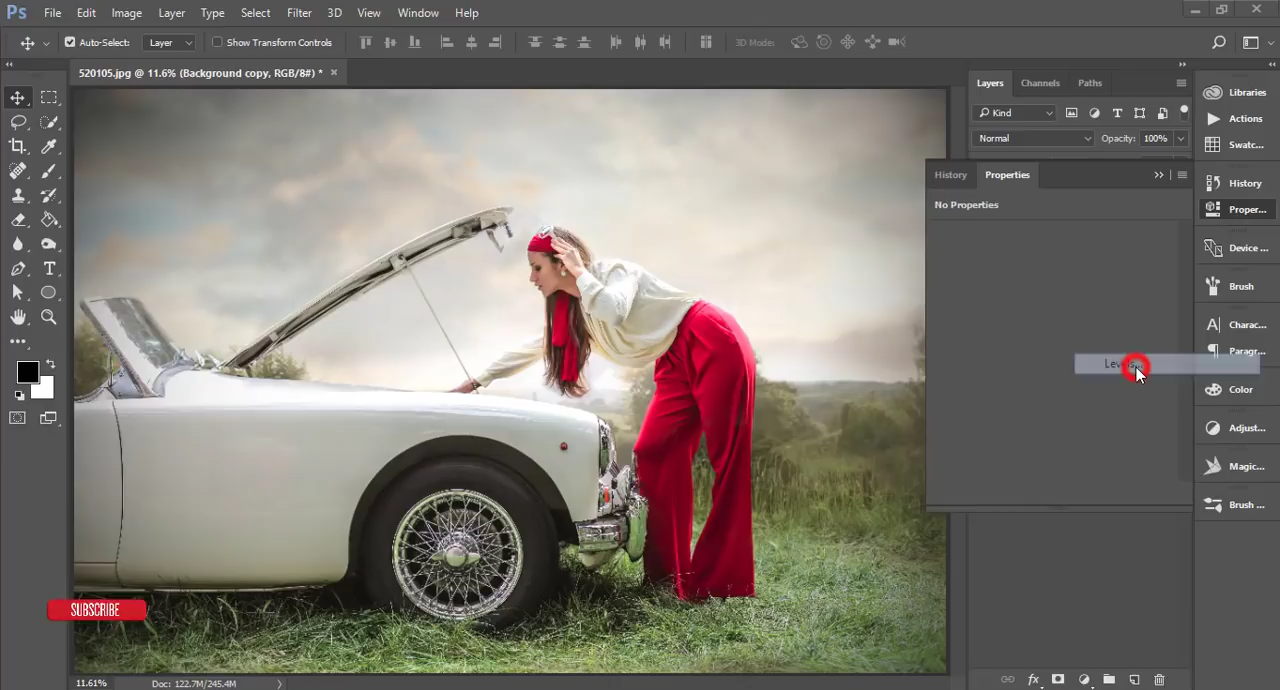 Ps File Edit Image Layer Type Select Filter 3D View Window Help
Auto-Select: Layer Show Transform Controls 3D Mode:
520105.jpg @ 11.6% (Background copy, RGB/8#) * ×
Layers Channels Paths
Kind
Normal Opacity: 100%
History Properties
No Properties
Libraries
Actions
Swatc...
History
Proper...
Device ...
Brush
Charac...
Paragr...
Color
Adjust...
Magic...
Brush ...
Levels...
T
SUBSCRIBE
fx
11.61% Doc: 122.7M/245.4M